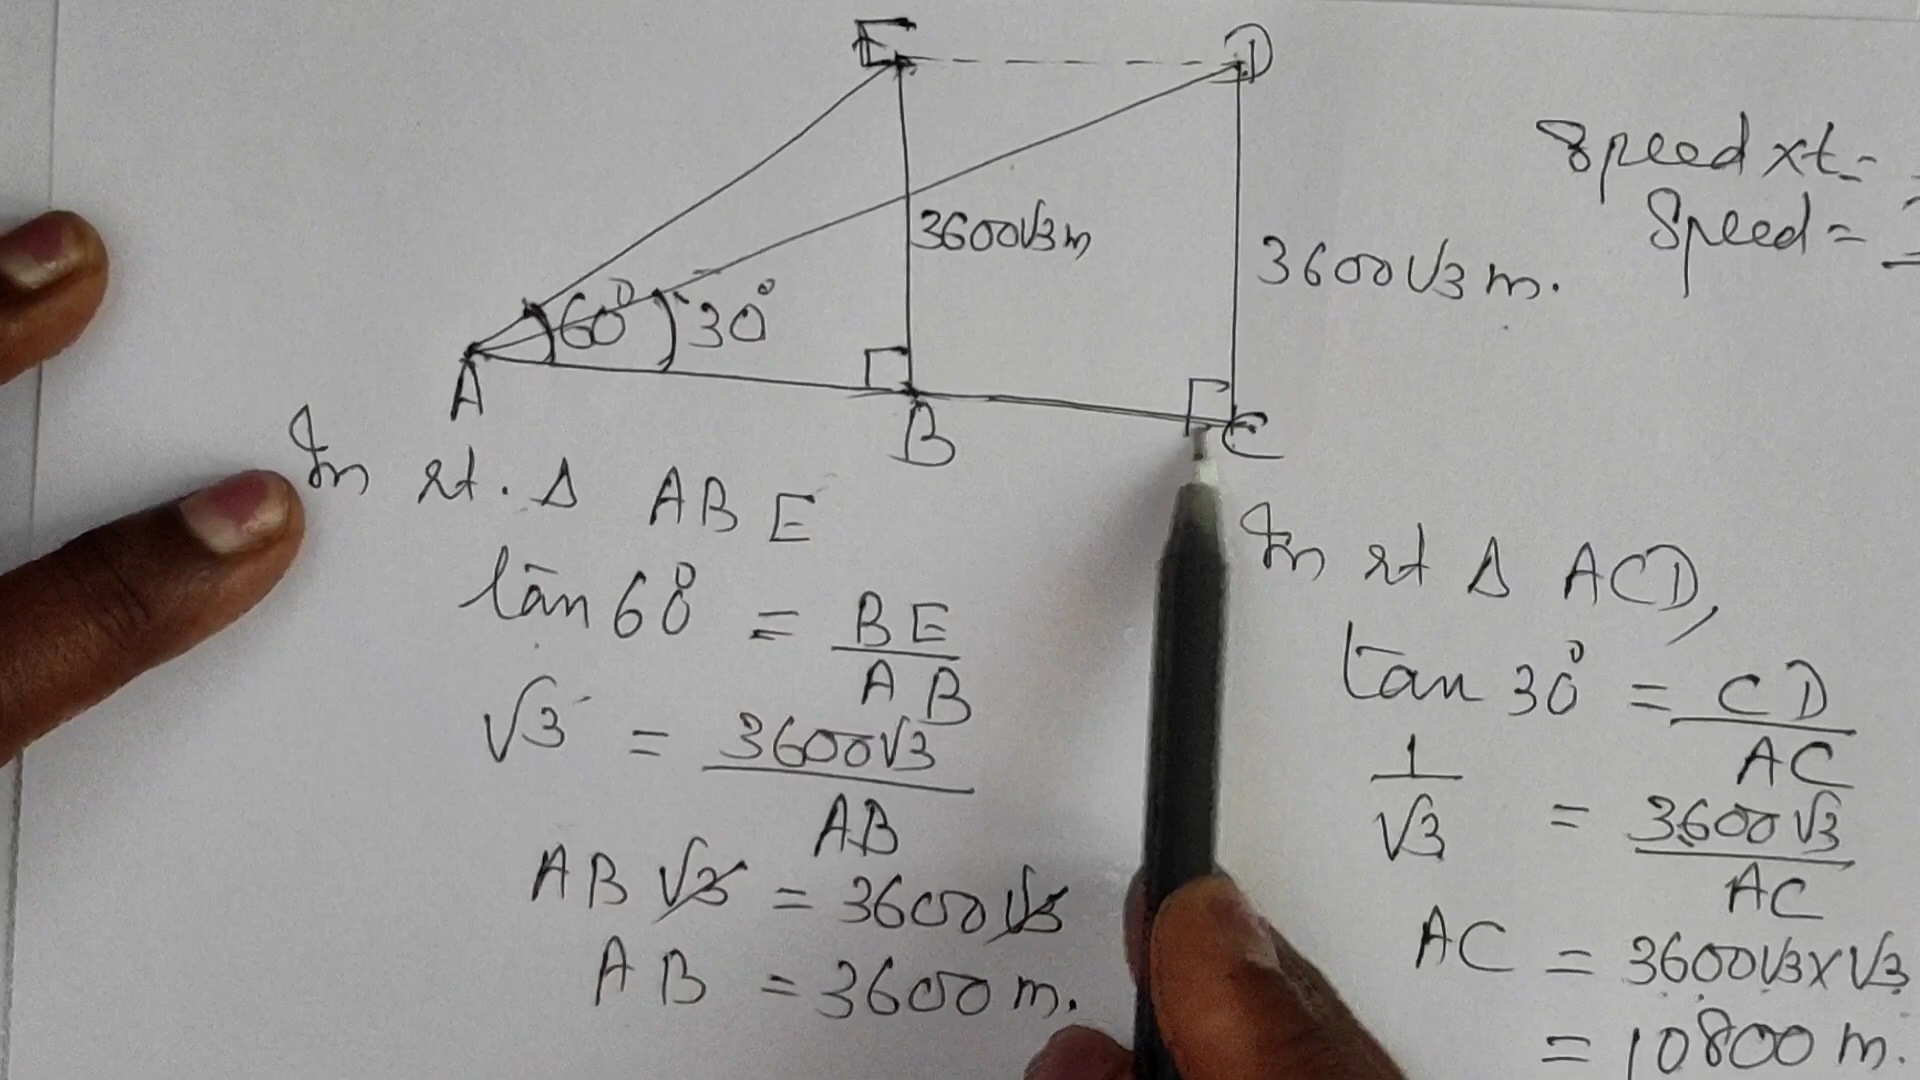 E D
Speed xt =
Speed =
3600√3 m
3600√3 m.
60° 30°
A
B
C
In rt. Δ ABE
tan 60° = BE/AB
√3 = 3600√3/AB
AB√3 = 3600√3
AB = 3600 m.
In rt Δ ACD,
tan 30° = CD/AC
1/√3 = 3600√3/AC
AC = 3600√3 x √3
= 10800 m.